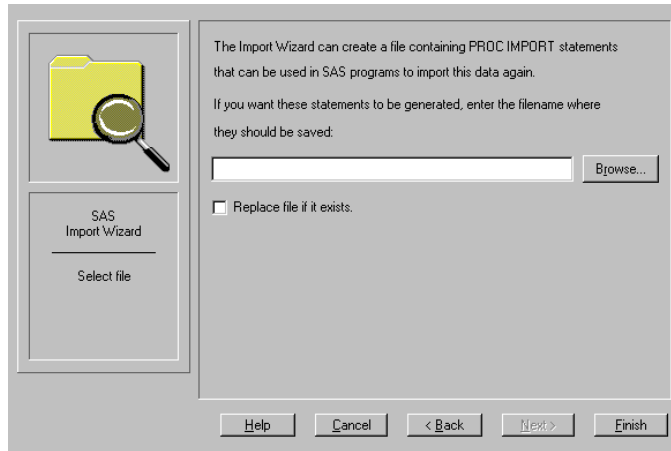 The Import Wizard can create a file containing PROC IMPORT statements
that can be used in SAS programs to import this data again.
If you want these statements to be generated, enter the filename where
they should be saved:
Browse...
Replace file if it exists.
SAS
Import Wizard
Select file
Help
Cancel
< Back
Next >
Finish